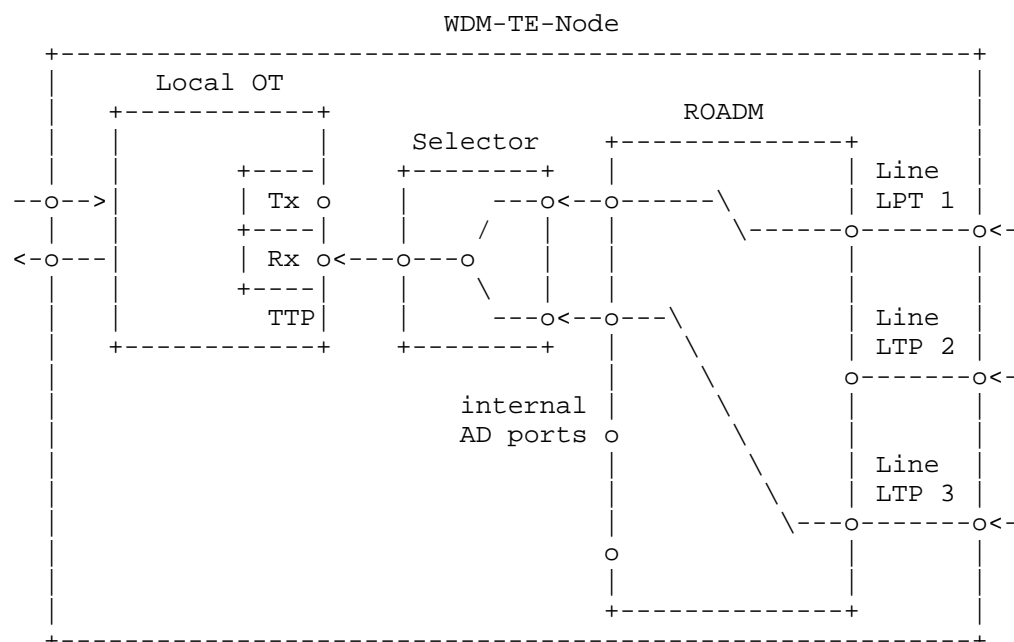 WDM-TE-Node
Local OT
ROADM
Selector
Line
Tx
LPT 1
Rx
TTP
Line
LTP 2
internal
AD ports
Line
LTP 3